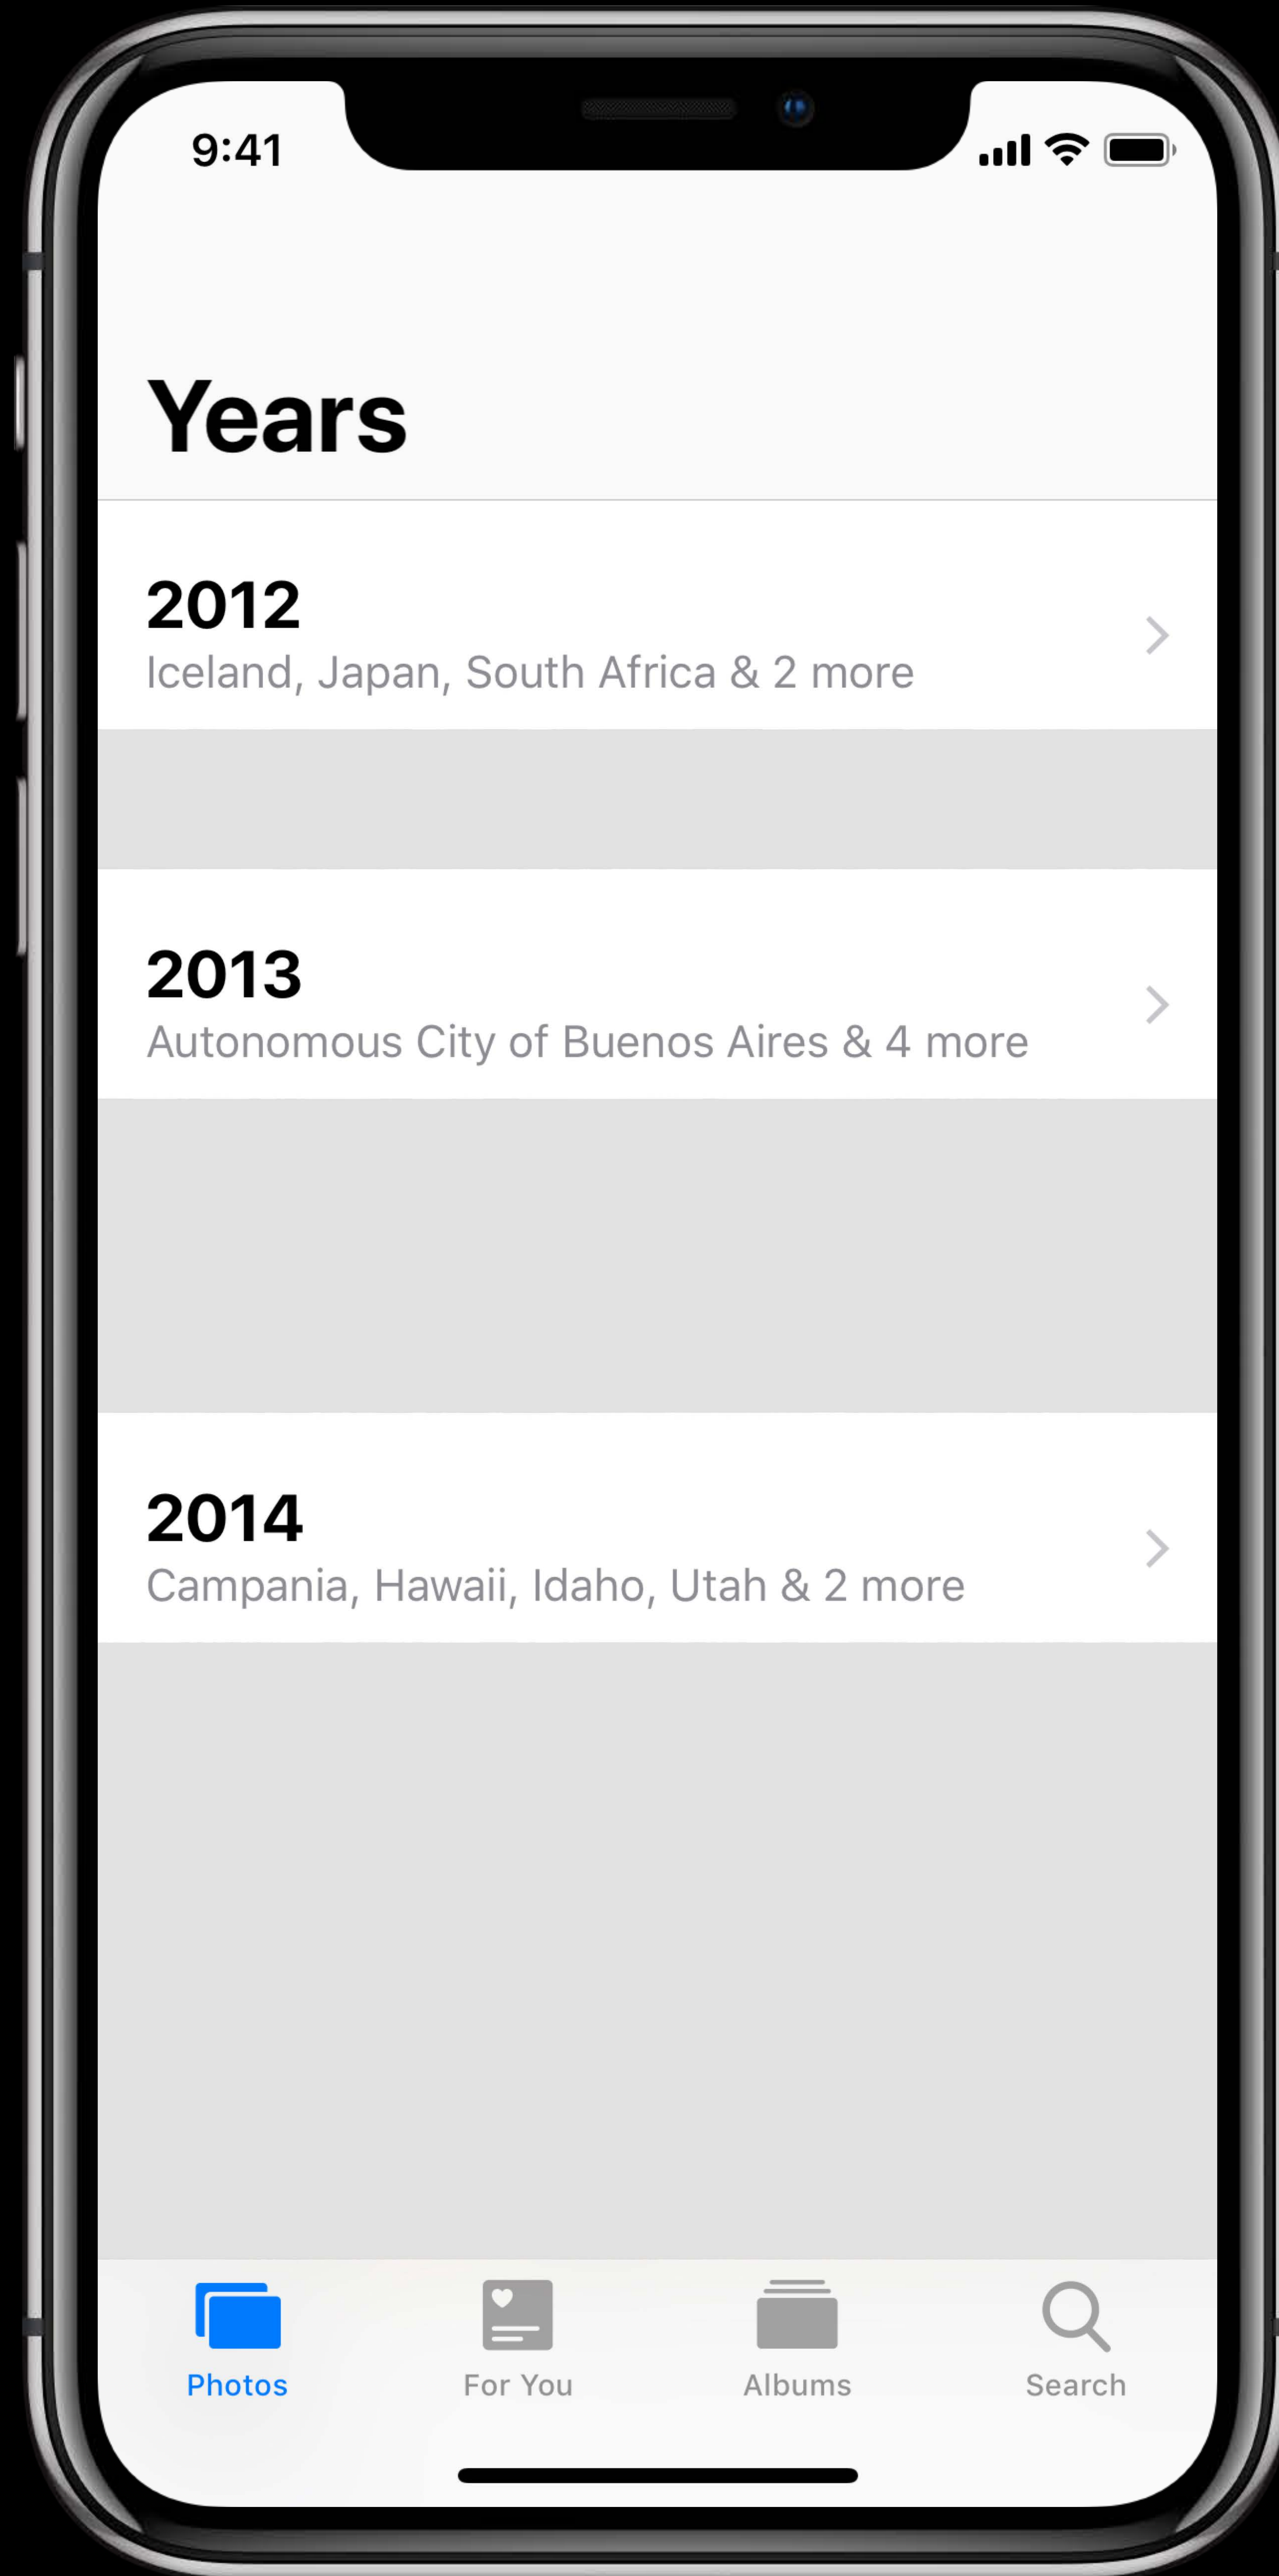 9:41
Years
2012
Iceland, Japan, South Africa & 2 more
2013
Autonomous City of Buenos Aires & 4 more
2014
Campania, Hawaii, Idaho, Utah & 2 more
Photos For You Albums Search